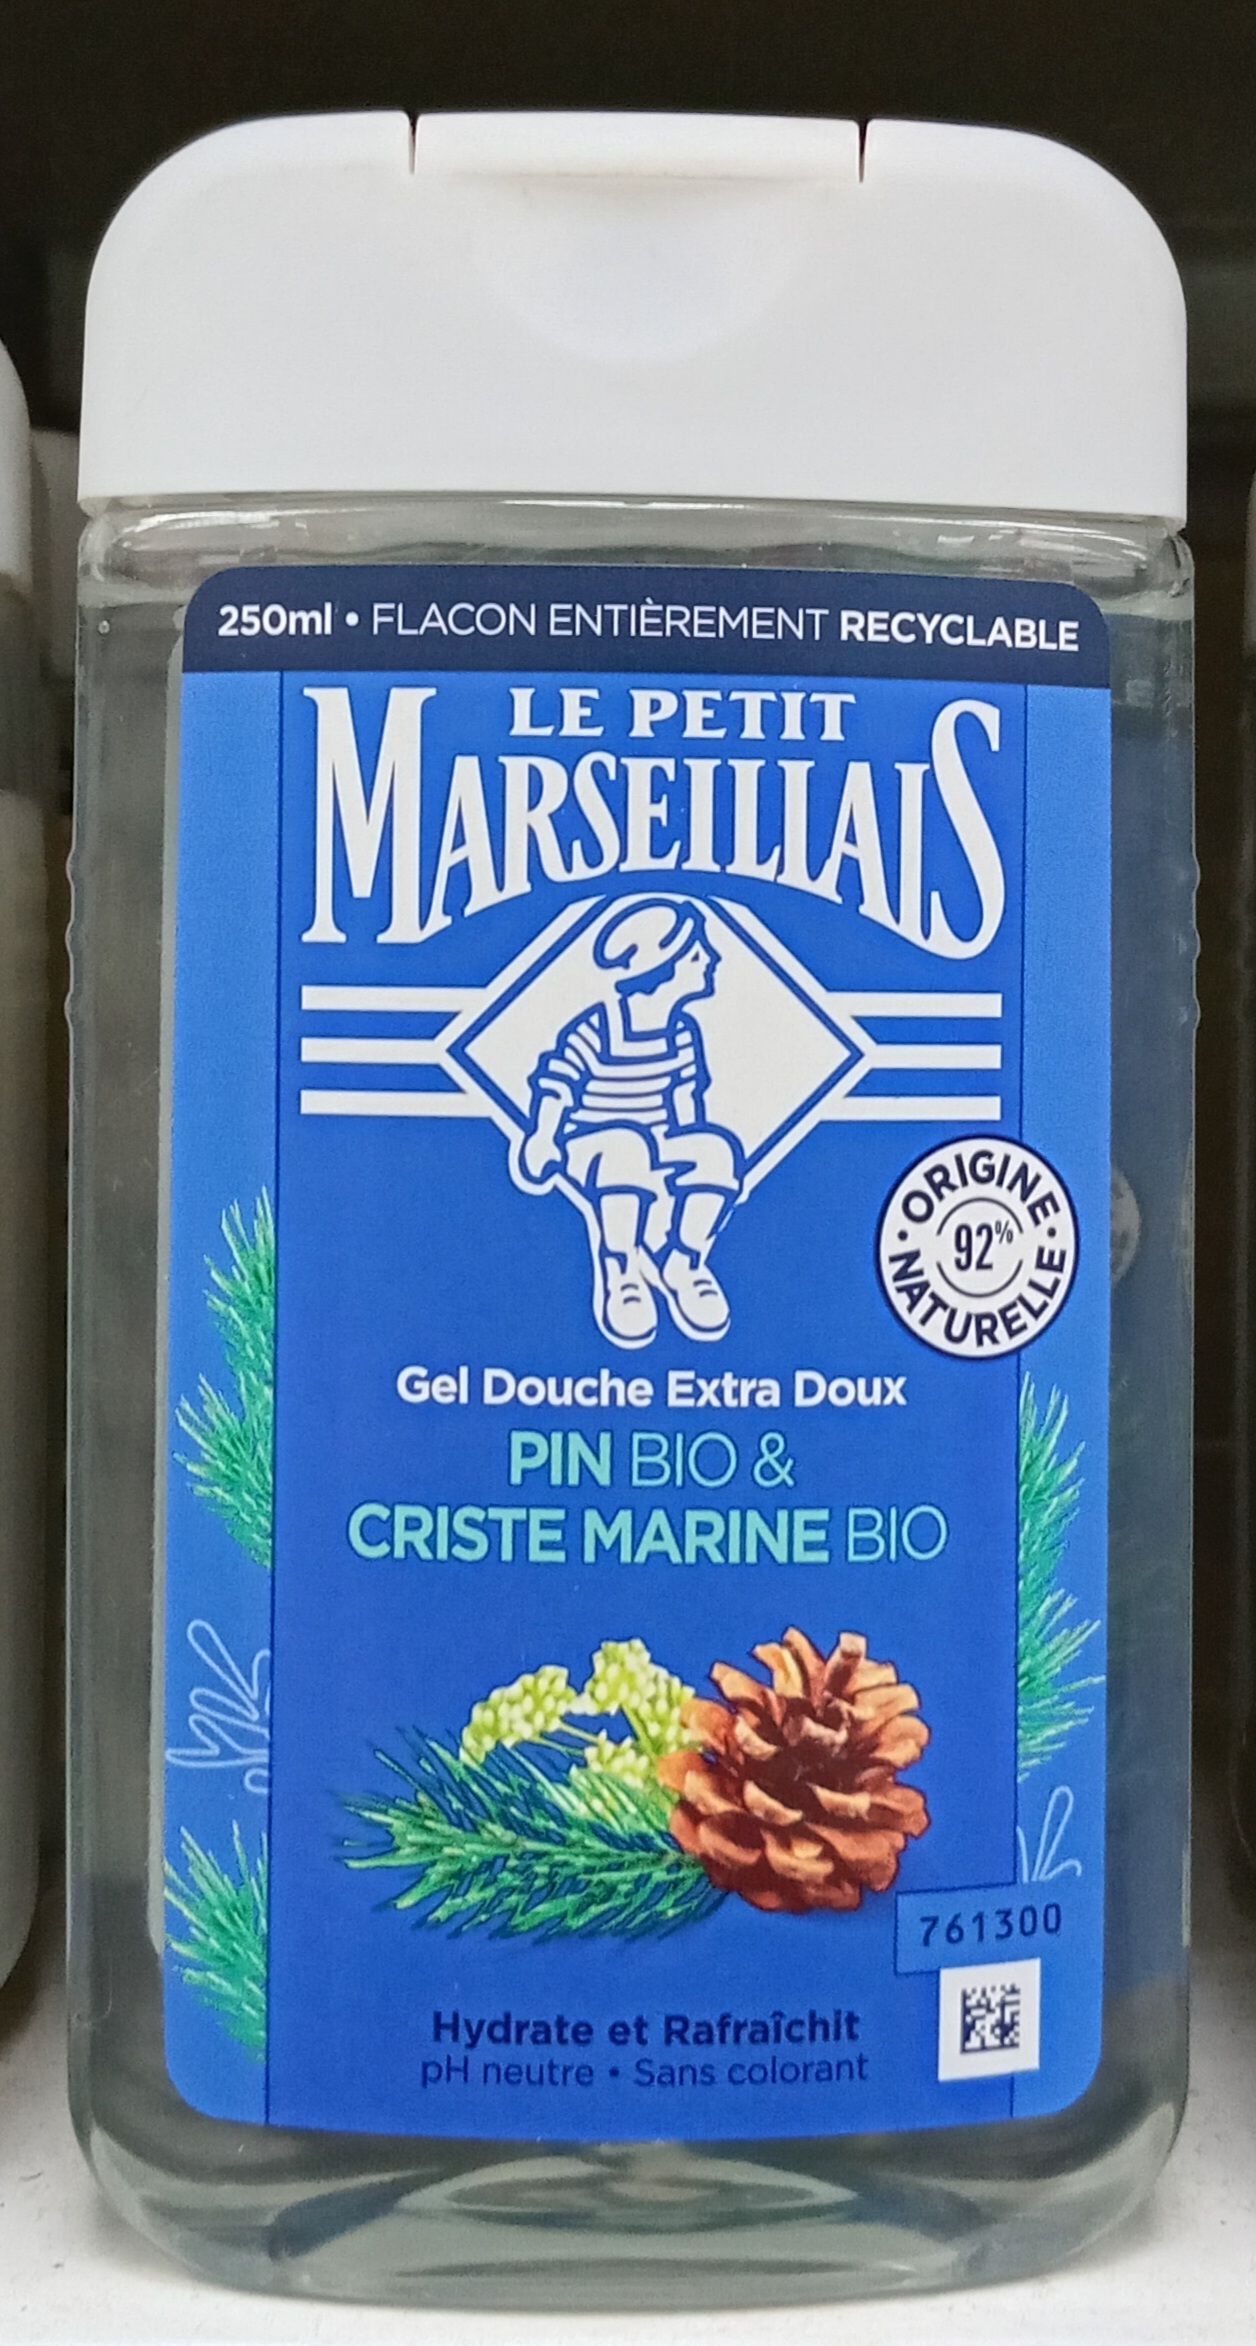 250ml • FLACON ENTIÈREMENT RECYCLABLE
LE PETIT
MARSEILLAIS
• ORIGINE •
92%
NATURELLE
Gel Douche Extra Doux
PIN BIO &
CRISTE MARINE BIO
761300
Hydrate et Rafraîchit
pH neutre • Sans colorant